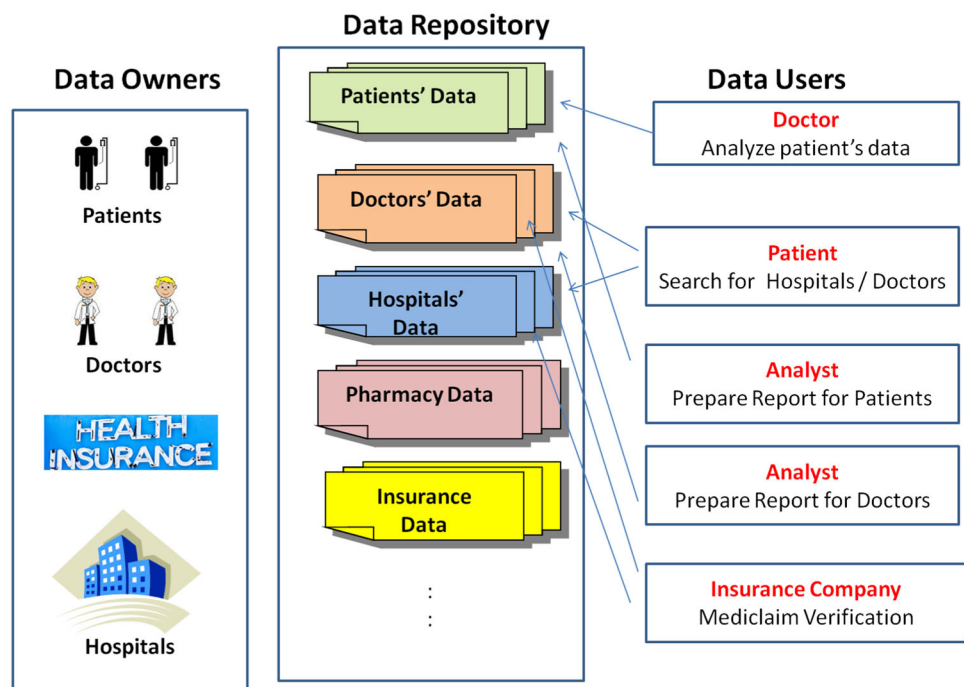 Data Repository
Data Owners
Data Users
Patients
Doctors
HEALTH
INSURANCE
Hospitals
Patients’ Data
Doctors’ Data
Hospitals’
Data
Pharmacy Data
Insurance
Data
:
:
Doctor
Analyze patient’s data
Patient
Search for Hospitals / Doctors
Analyst
Prepare Report for Patients
Analyst
Prepare Report for Doctors
Insurance Company
Mediclaim Verification